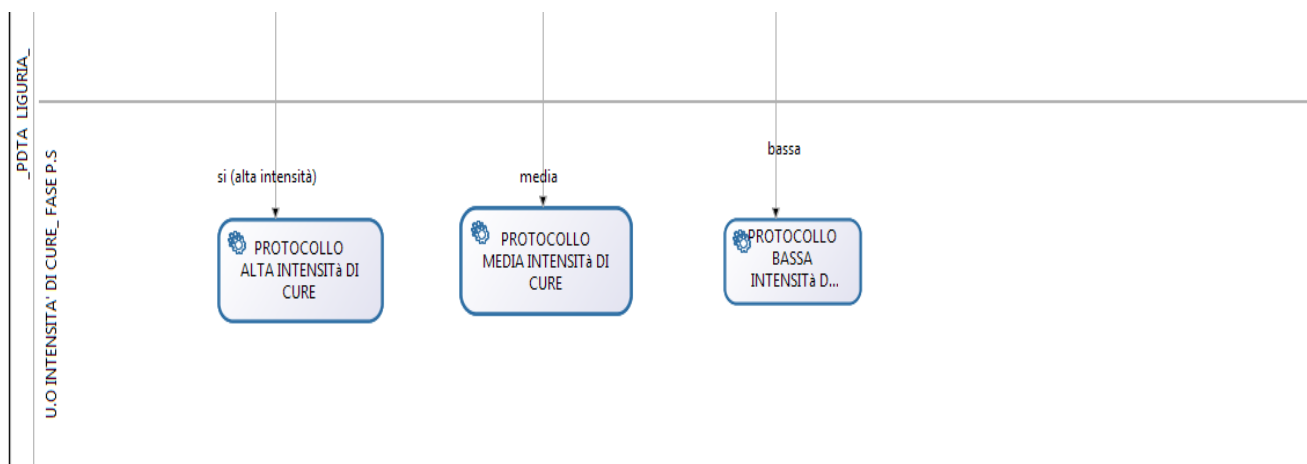 _PDTA LIGURIA_
U.O INTENSITA' DI CURE_ FASE P.S
si (alta intensità)
media
bassa
PROTOCOLLO
ALTA INTENSITà DI
CURE
PROTOCOLLO
MEDIA INTENSITà DI
CURE
PROTOCOLLO
BASSA
INTENSITà D...